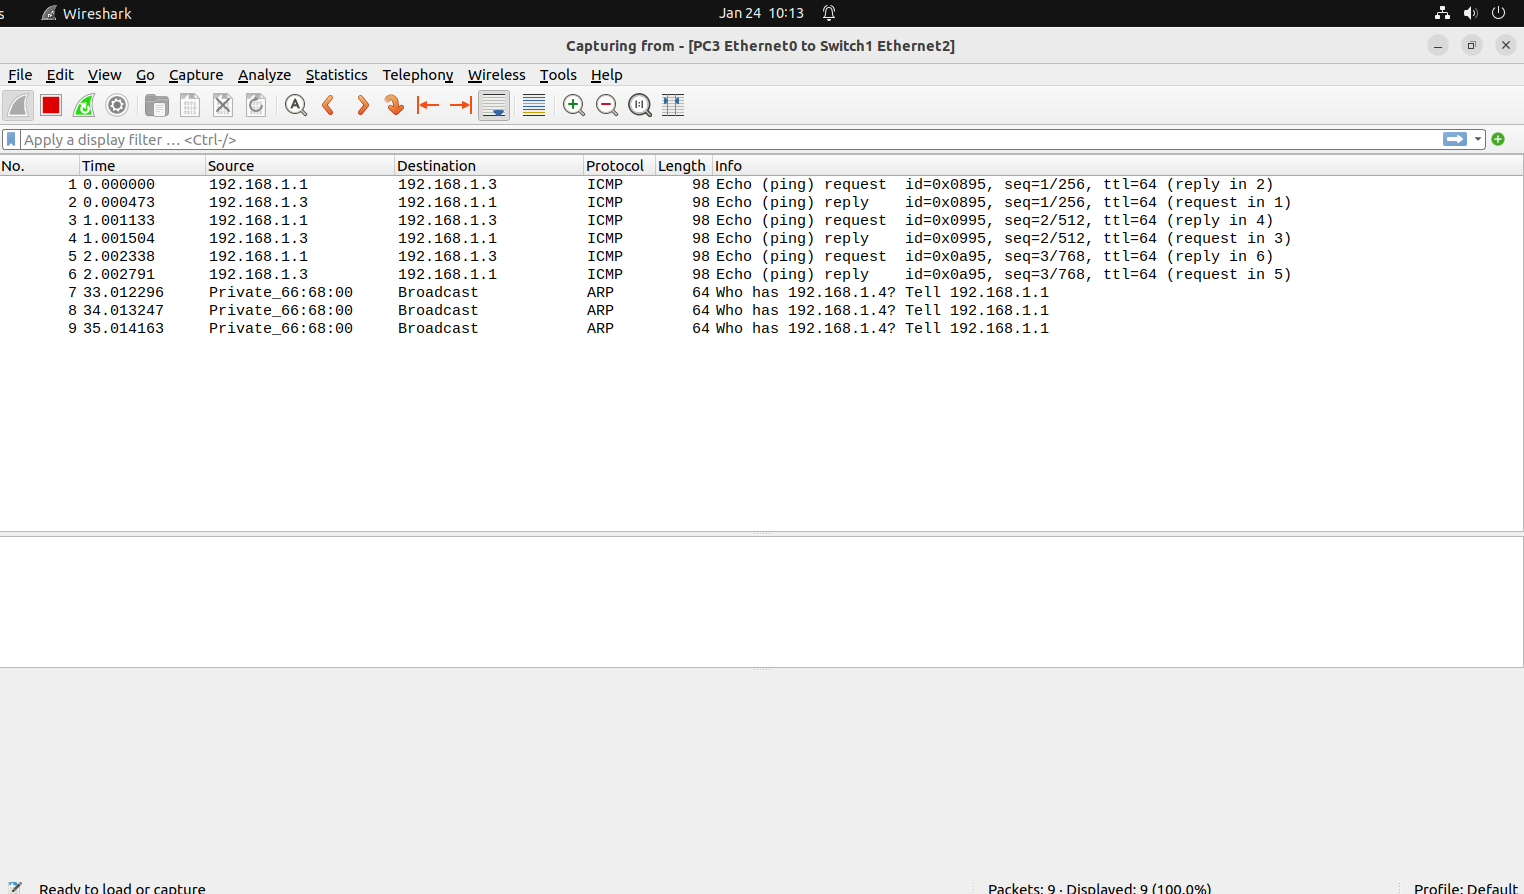 s Wireshark Jan 24 10:13
Capturing from - [PC3 Ethernet0 to Switch1 Ethernet2]
File Edit View Go Capture Analyze Statistics Telephony Wireless Tools Help
Apply a display filter … <Ctrl-/>
No. Time Source Destination Protocol Length Info
1 0.000000 192.168.1.1 192.168.1.3 ICMP 98 Echo (ping) request id=0x0895, seq=1/256, ttl=64 (reply in 2)
2 0.000473 192.168.1.3 192.168.1.1 ICMP 98 Echo (ping) reply id=0x0895, seq=1/256, ttl=64 (request in 1)
3 1.001133 192.168.1.1 192.168.1.3 ICMP 98 Echo (ping) request id=0x0995, seq=2/512, ttl=64 (reply in 4)
4 1.001504 192.168.1.3 192.168.1.1 ICMP 98 Echo (ping) reply id=0x0995, seq=2/512, ttl=64 (request in 3)
5 2.002338 192.168.1.1 192.168.1.3 ICMP 98 Echo (ping) request id=0x0a95, seq=3/768, ttl=64 (reply in 6)
6 2.002791 192.168.1.3 192.168.1.1 ICMP 98 Echo (ping) reply id=0x0a95, seq=3/768, ttl=64 (request in 5)
7 33.012296 Private_66:68:00 Broadcast ARP 64 Who has 192.168.1.4? Tell 192.168.1.1
8 34.013247 Private_66:68:00 Broadcast ARP 64 Who has 192.168.1.4? Tell 192.168.1.1
9 35.014163 Private_66:68:00 Broadcast ARP 64 Who has 192.168.1.4? Tell 192.168.1.1
Ready to load or capture Packets: 9 · Displayed: 9 (100.0%) Profile: Default